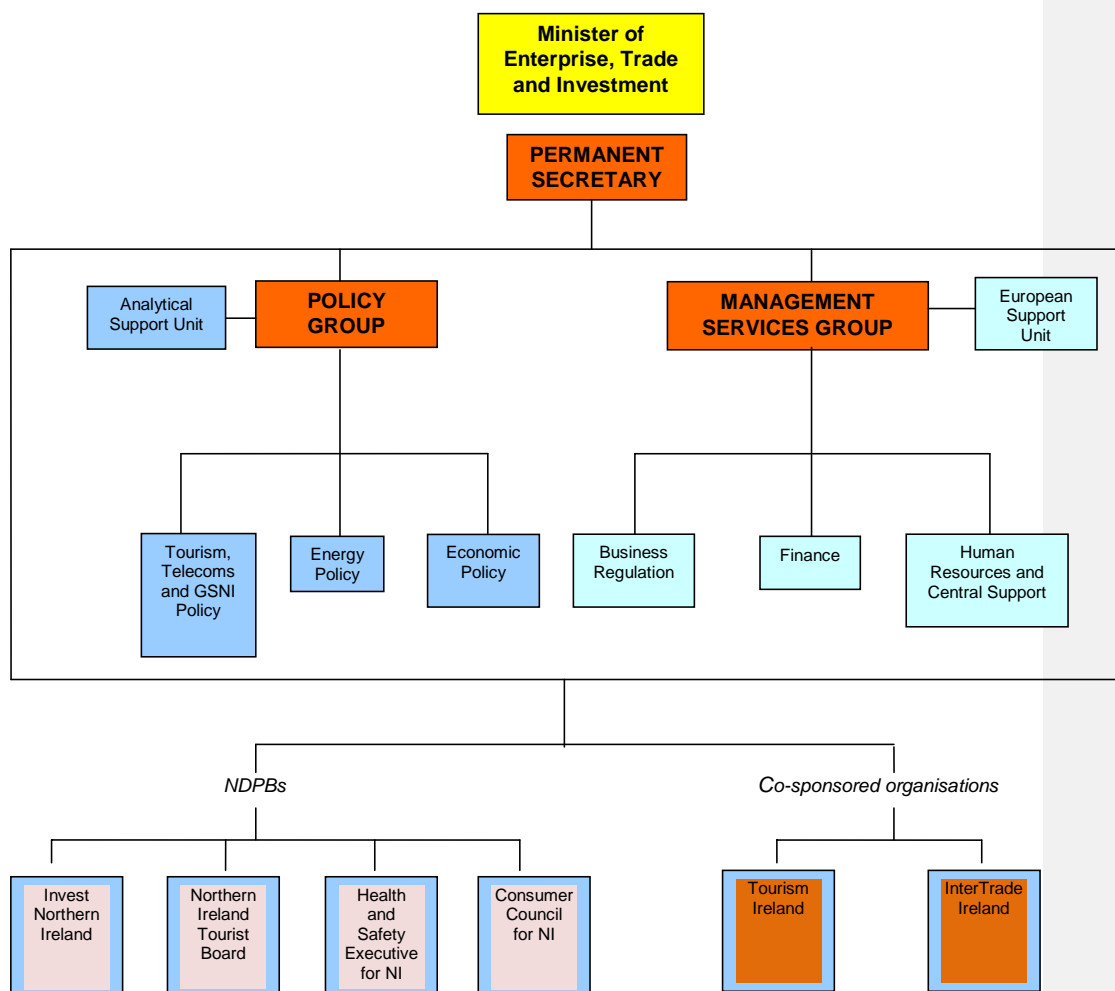 Minister of
Enterprise, Trade
and Investment
PERMANENT
SECRETARY
Analytical
Support Unit
POLICY
GROUP
MANAGEMENT
SERVICES GROUP
European
Support
Unit
Tourism,
Telecoms
and GSNI
Policy
Energy
Policy
Economic
Policy
Business
Regulation
Finance
Human
Resources and
Central Support
NDPBs
Co-sponsored organisations
Invest
Northern
Ireland
Northern
Ireland
Tourist
Board
Health
and
Safety
Executive
for NI
Consumer
Council
for NI
Tourism
Ireland
InterTrade
Ireland